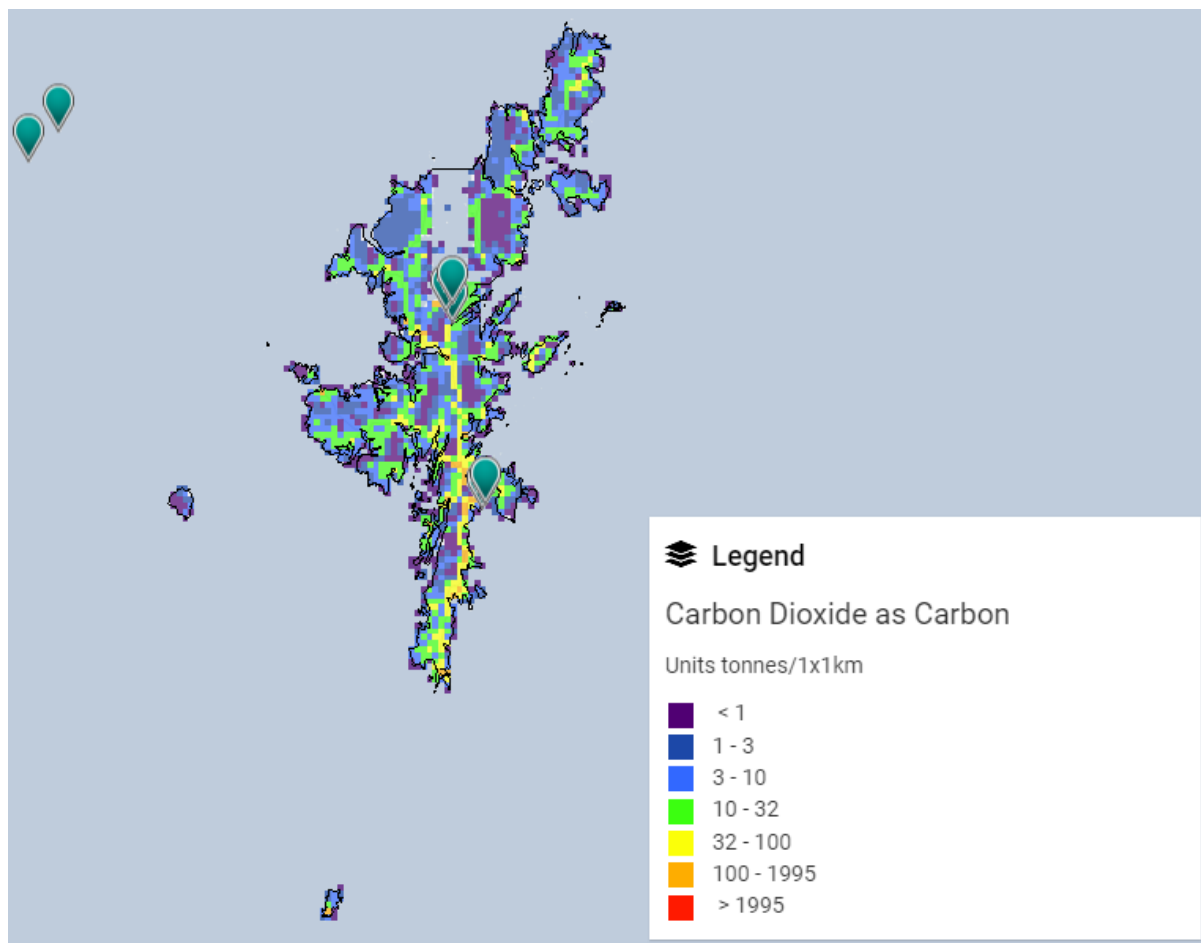 Legend
Carbon Dioxide as Carbon
Units tonnes/1x1km
< 1
1 - 3
3 - 10
10 - 32
32 - 100
100 - 1995
> 1995